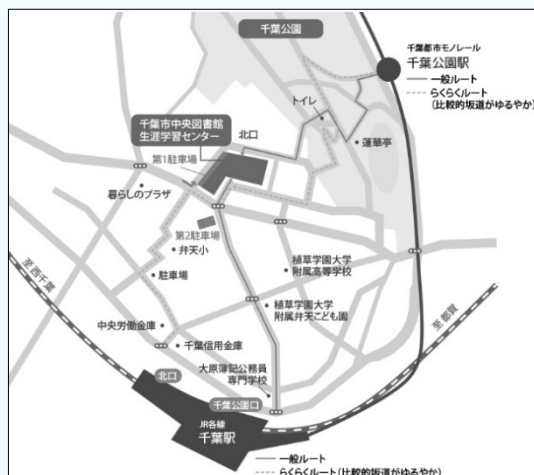 千葉公園
千葉都市モノレール
千葉公園駅
一般ルート
らくらくルート
(比較的坂道がゆるやか)
トイレ
千葉市中央図書館
生涯学習センター
北口
蓮華亭
第1駐車場
暮らしのプラザ
第2駐車場
弁天小
植草学園大学
附属高等学校
至西千葉
駐車場
植草学園大学
附属弁天こども園
至都賀
中央労働金庫
千葉信用金庫
大原簿記公務員
専門学校
北口
千葉公園口
JR各線
千葉駅
一般ルート
らくらくルート(比較的坂道がゆるやか)